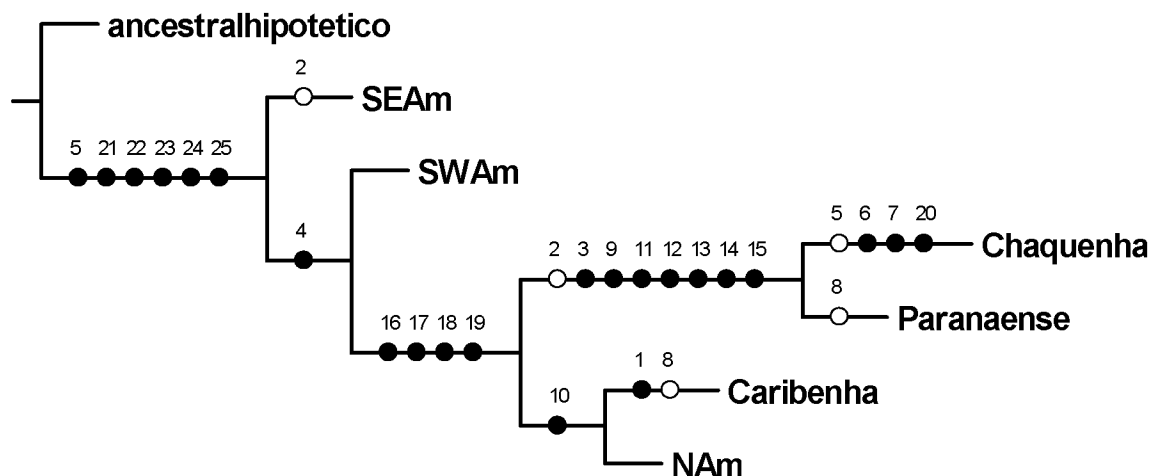 ancestralhipotetico
2
SEAm
5 21 22 23 24 25
SWAm
4
5 6 7 20
Chaquenha
2 3 9 11 12 13 14 15
8
Paranaense
16 17 18 19
1 8
Caribenha
10
NAm